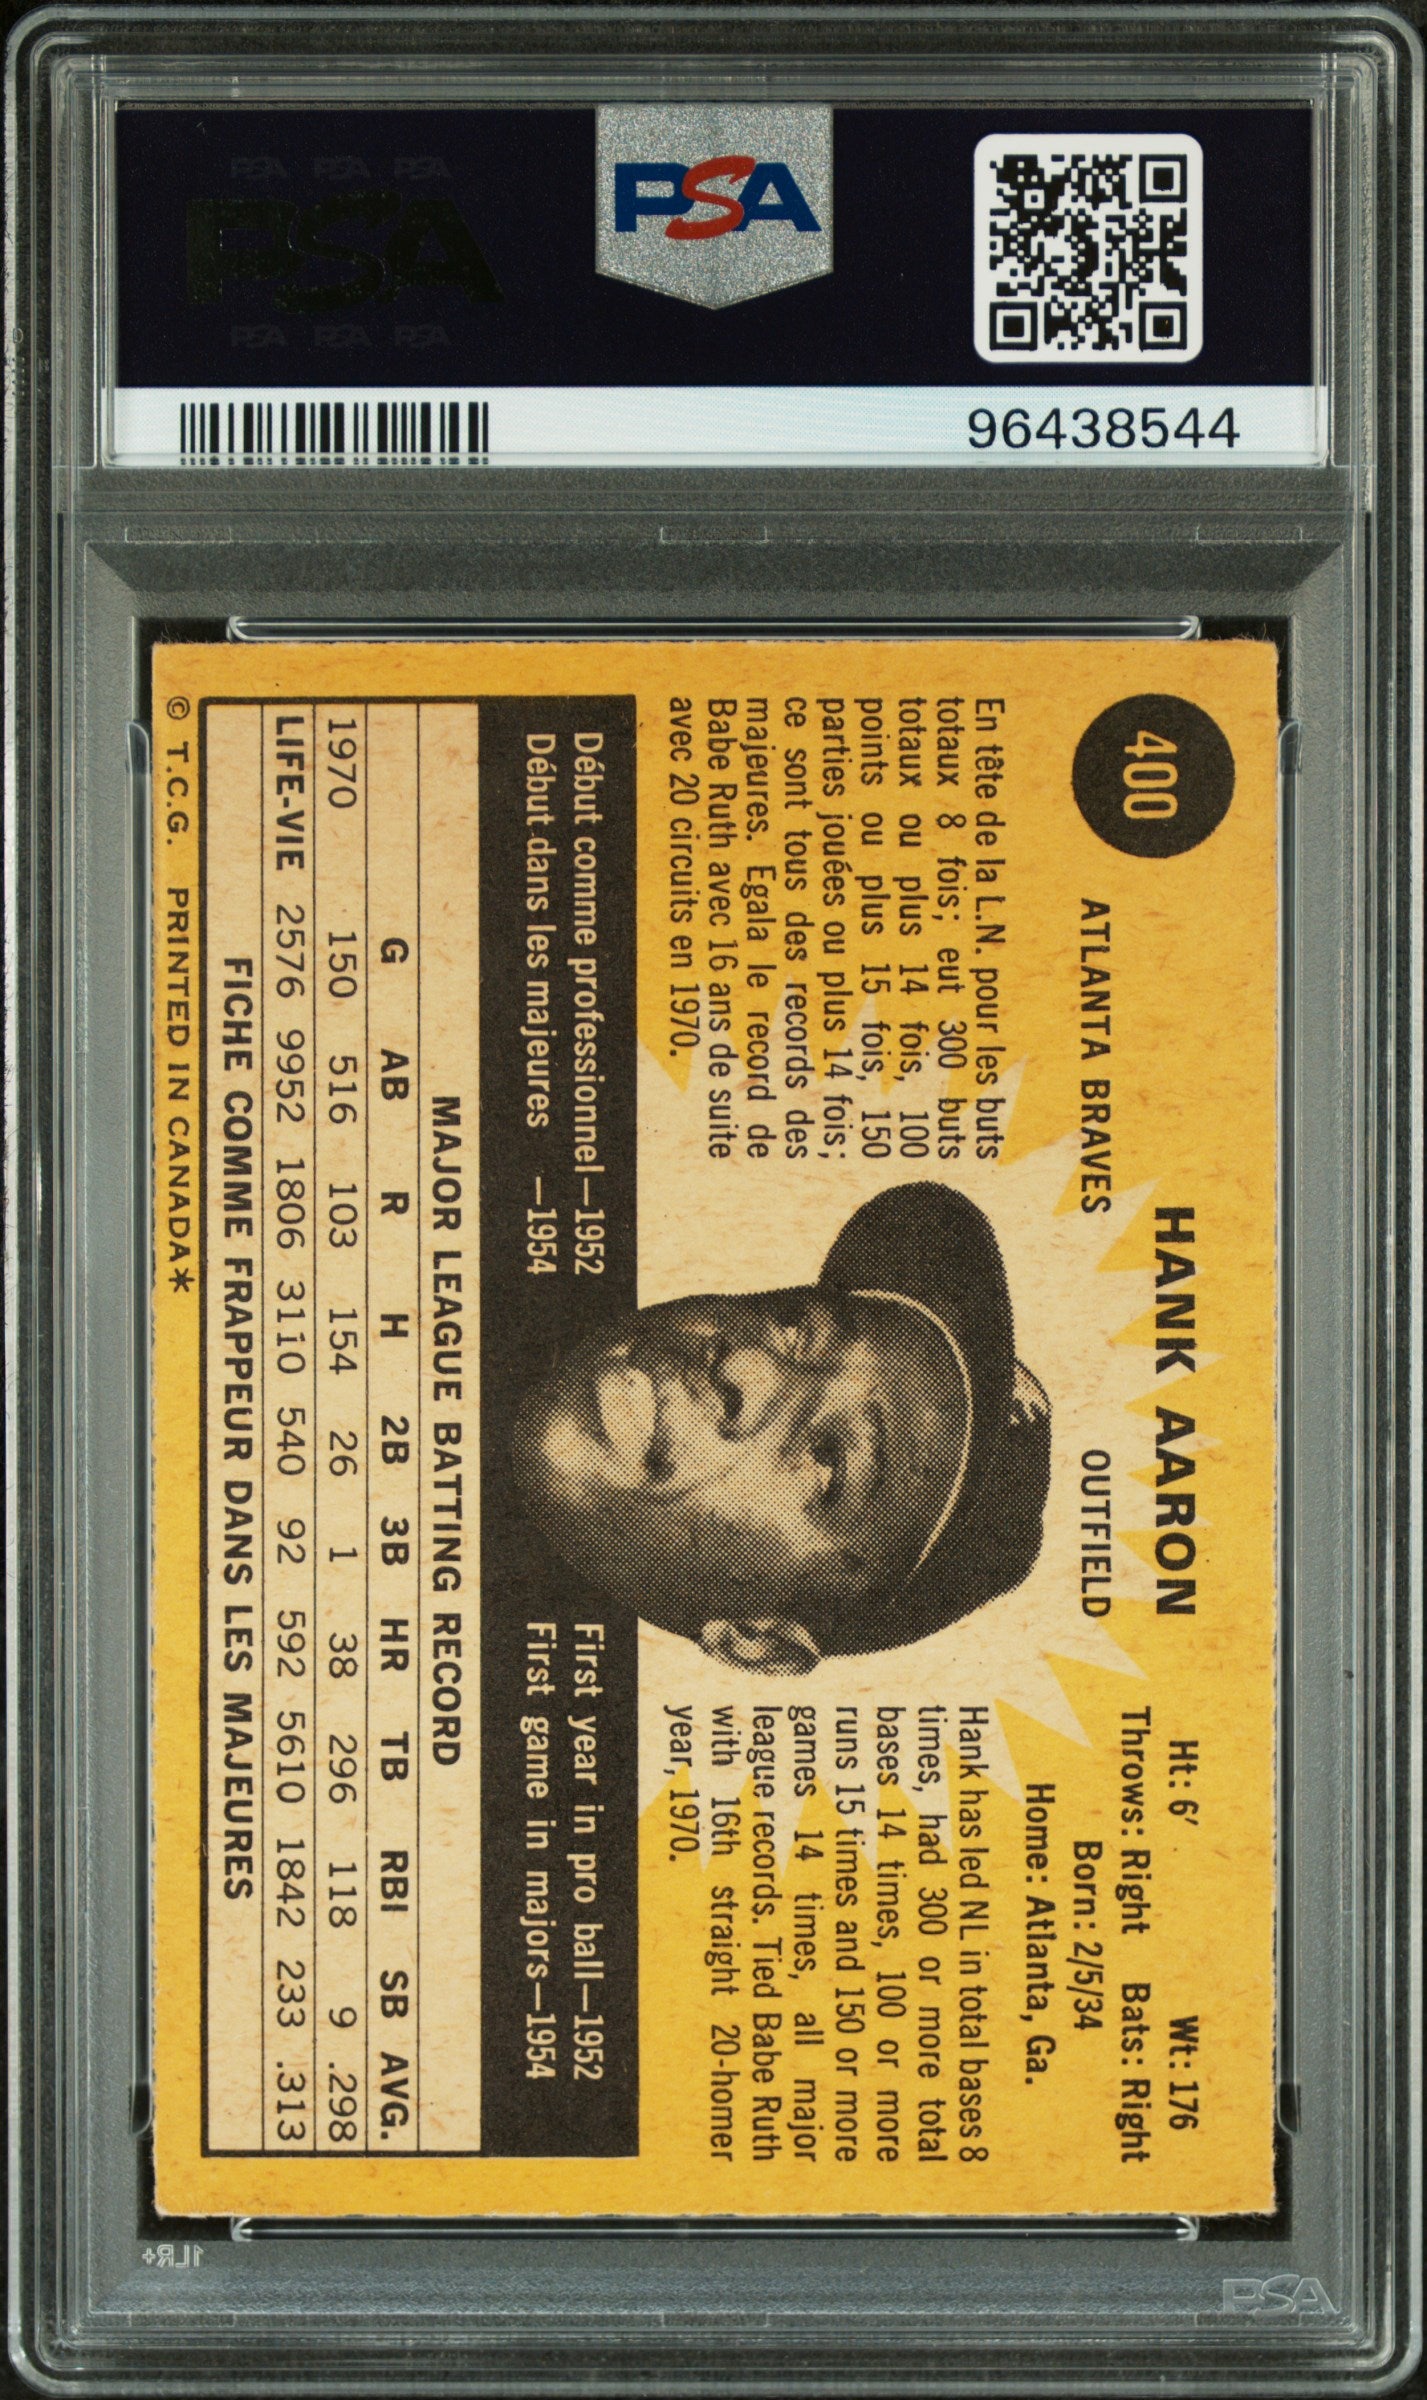 PSA PSA PSA
PSA
PSA PSA PSA
PSA
96438544
400
HANK AARON
ATLANTA BRAVES
OUTFIELD
Ht: 6' Wt: 176
Throws: Right Bats: Right
Born: 2/5/34
Home: Atlanta, Ga.
En tête de la L.N. pour les buts
totaux 8 fois; eut 300 buts
totaux ou plus 14 fois, 100
points ou plus 15 fois, 150
parties jouées ou plus 14 fois;
ce sont tous des records des
majeures. Egala le record de
Babe Ruth avec 16 ans de suite
avec 20 circuits en 1970.
Hank has led NL in total bases 8
times, had 300 or more total
bases 14 times, 100 or more
runs 15 times and 150 or more
games 14 times, all major
league records. Tied Babe Ruth
with 16th straight 20-homer
year, 1970.
Début comme professionnel—1952
Début dans les majeures —1954
First year in pro ball—1952
First game in majors—1954
MAJOR LEAGUE BATTING RECORD
G AB R H 2B 3B HR TB RBI SB AVG.
1970 150 516 103 154 26 1 38 296 118 9 .298
LIFE-VIE 2576 9952 1806 3110 540 92 592 5610 1842 233 .313
FICHE COMME FRAPPEUR DANS LES MAJEURES
© T.C.G. PRINTED IN CANADA*
1LR+
PSA